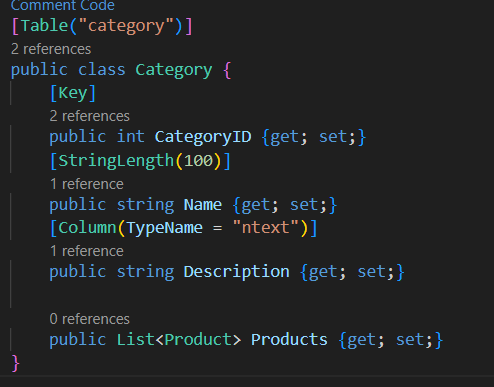 Comment Code
[Table("category")]
2 references
public class Category {
[Key]
2 references
public int CategoryID {get; set;}
[StringLength(100)]
1 reference
public string Name {get; set;}
[Column(TypeName = "ntext")]
1 reference
public string Description {get; set;}
0 references
public List<Product> Products {get; set;}
}